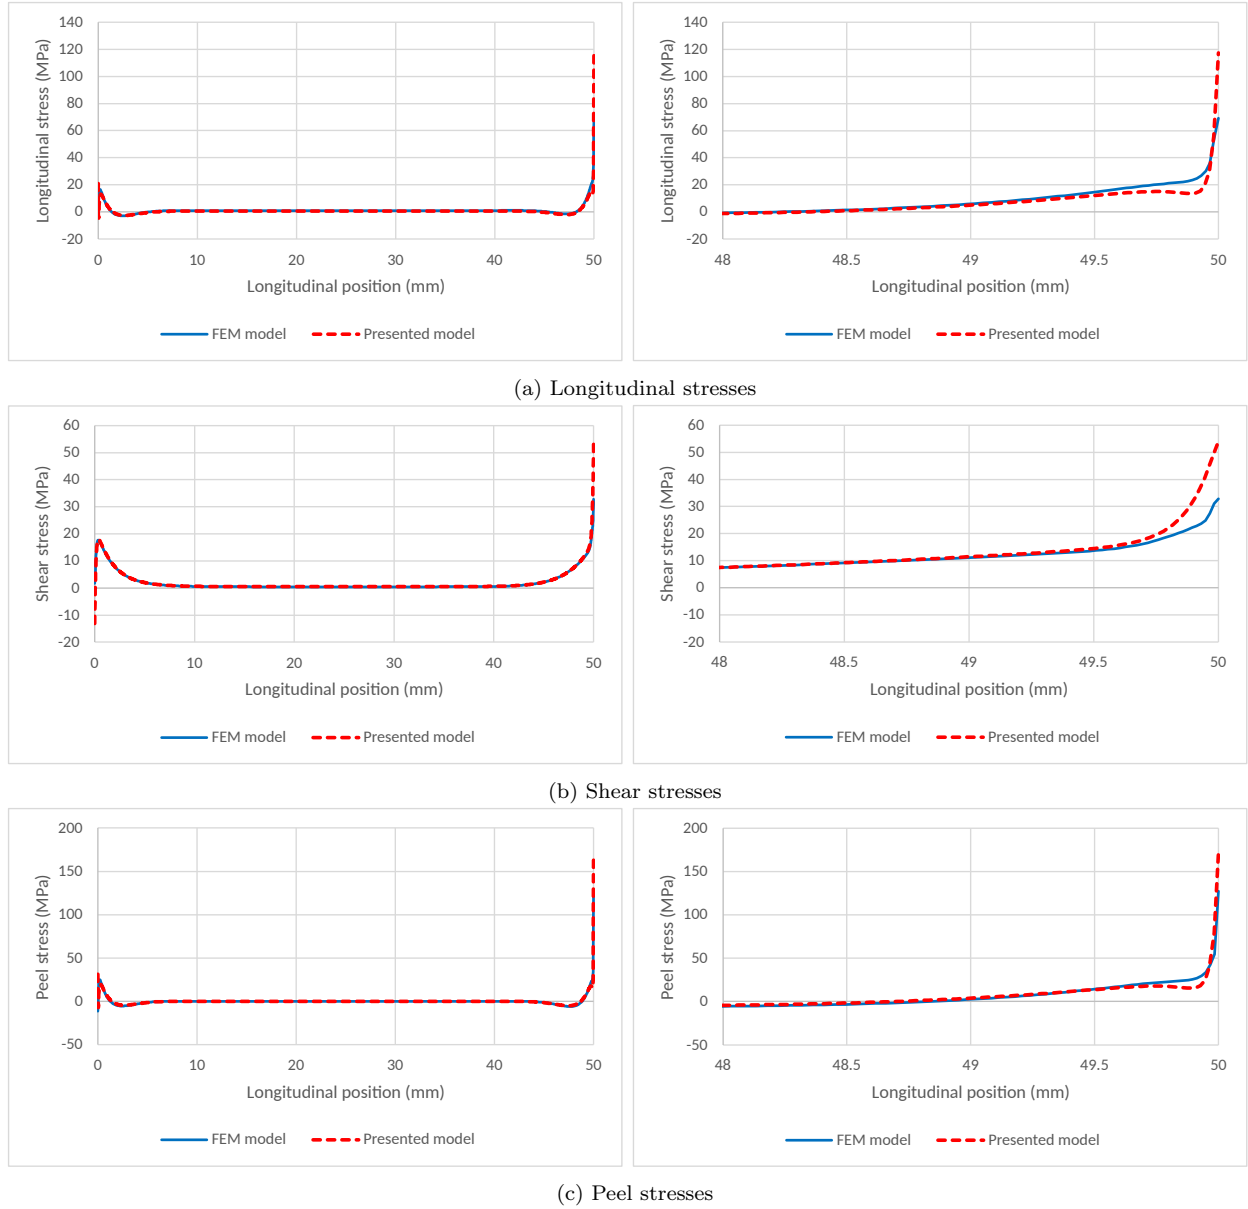 Longitudinal stress (MPa)
140
120
100
80
60
40
20
0
-20
0 10 20 30 40 50
Longitudinal position (mm)
FEM model Presented model
Longitudinal stress (MPa)
140
120
100
80
60
40
20
0
-20
48 48.5 49 49.5 50
Longitudinal position (mm)
FEM model Presented model
(a) Longitudinal stresses
Shear stress (MPa)
60
50
40
30
20
10
0
-10
-20
0 10 20 30 40 50
Longitudinal position (mm)
FEM model Presented model
Shear stress (MPa)
60
50
40
30
20
10
0
-10
-20
48 48.5 49 49.5 50
Longitudinal position (mm)
FEM model Presented model
(b) Shear stresses
Peel stress (MPa)
200
150
100
50
0
-50
0 10 20 30 40 50
Longitudinal position (mm)
FEM model Presented model
Peel stress (MPa)
200
150
100
50
0
-50
48 48.5 49 49.5 50
Longitudinal position (mm)
FEM model Presented model
(c) Peel stresses